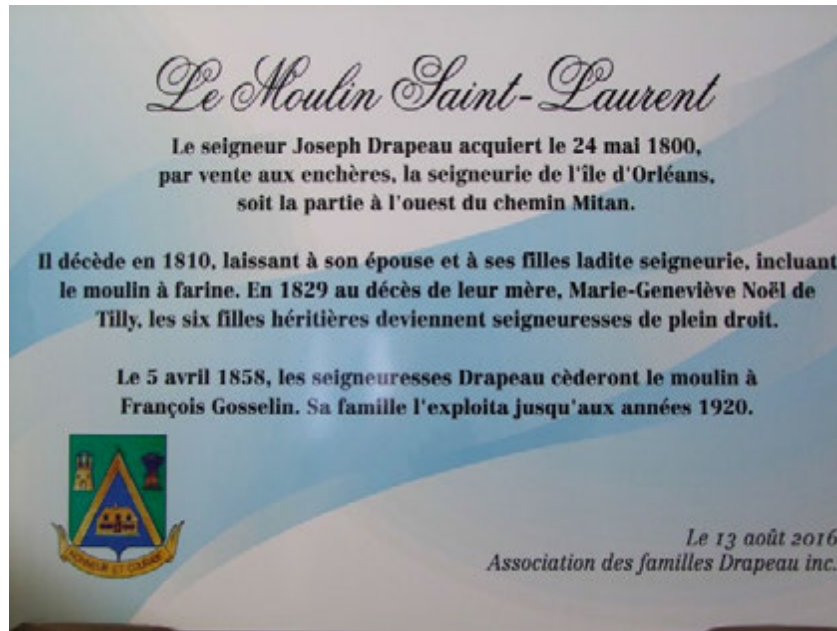 Le Moulin Saint-Laurent
Le seigneur Joseph Drapeau acquiert le 24 mai 1800,
par vente aux enchères, la seigneurie de l'île d'Orléans,
soit la partie à l'ouest du chemin Mitan.
Il décède en 1810, laissant à son épouse et à ses filles ladite seigneurie, incluant
le moulin à farine. En 1829 au décès de leur mère, Marie-Geneviève Noël de
Tilly, les six filles héritières deviennent seigneuresses de plein droit.
Le 5 avril 1858, les seigneuresses Drapeau cèderont le moulin à
François Gosselin. Sa famille l'exploita jusqu'aux années 1920.
HONNEUR ET COURAGE
Le 13 août 2016
Association des familles Drapeau inc.